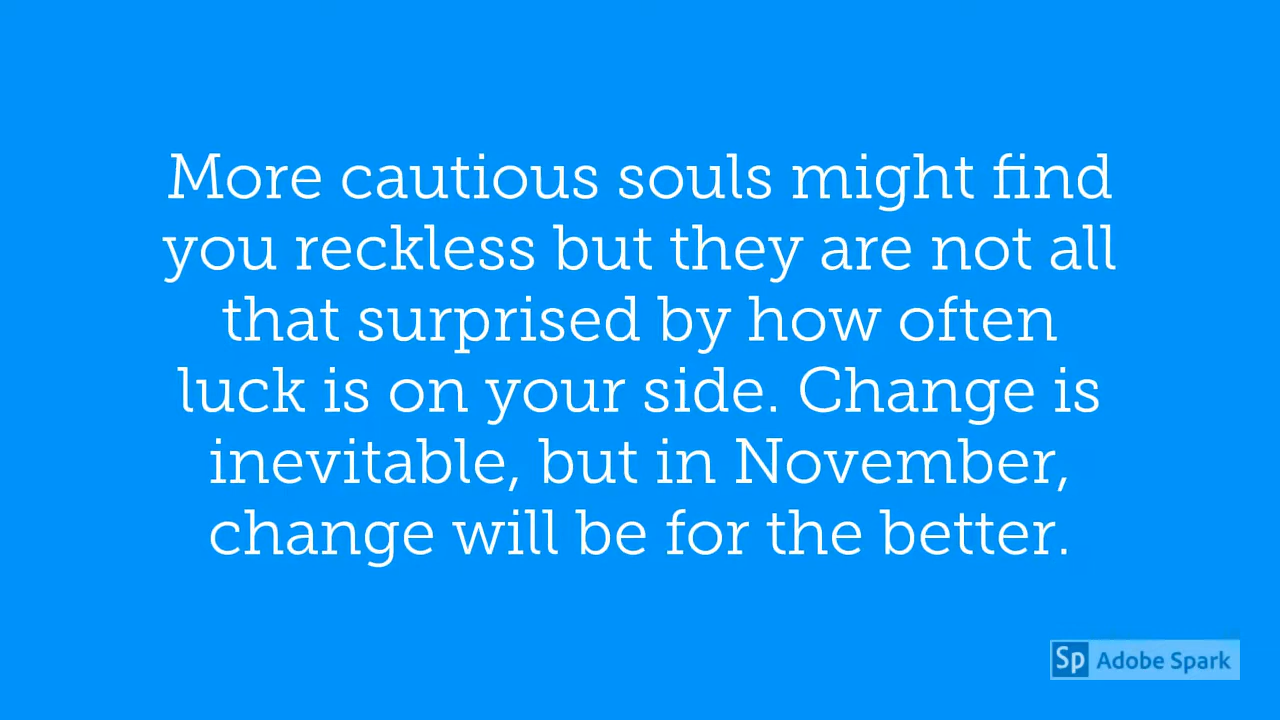 More cautious souls might find
you reckless but they are not all
that surprised by how often
luck is on your side. Change is
inevitable, but in November,
change will be for the better.
Sp Adobe Spark